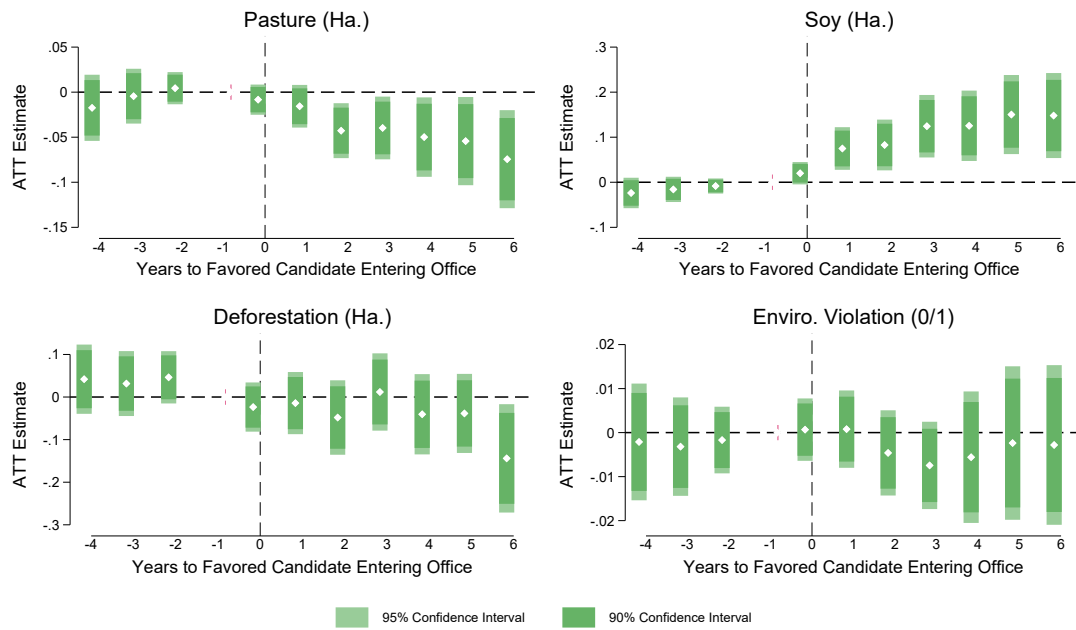 Pasture (Ha.)
.05
0
-.05
-.1
-.15
ATT Estimate
-4 -3 -2 -1 0 1 2 3 4 5 6
Years to Favored Candidate Entering Office
Soy (Ha.)
.3
.2
.1
0
-.1
ATT Estimate
-4 -3 -2 -1 0 1 2 3 4 5 6
Years to Favored Candidate Entering Office
Deforestation (Ha.)
.1
0
-.1
-.2
-.3
ATT Estimate
-4 -3 -2 -1 0 1 2 3 4 5 6
Years to Favored Candidate Entering Office
Enviro. Violation (0/1)
.02
.01
0
-.01
-.02
ATT Estimate
-4 -3 -2 -1 0 1 2 3 4 5 6
Years to Favored Candidate Entering Office
95% Confidence Interval
90% Confidence Interval